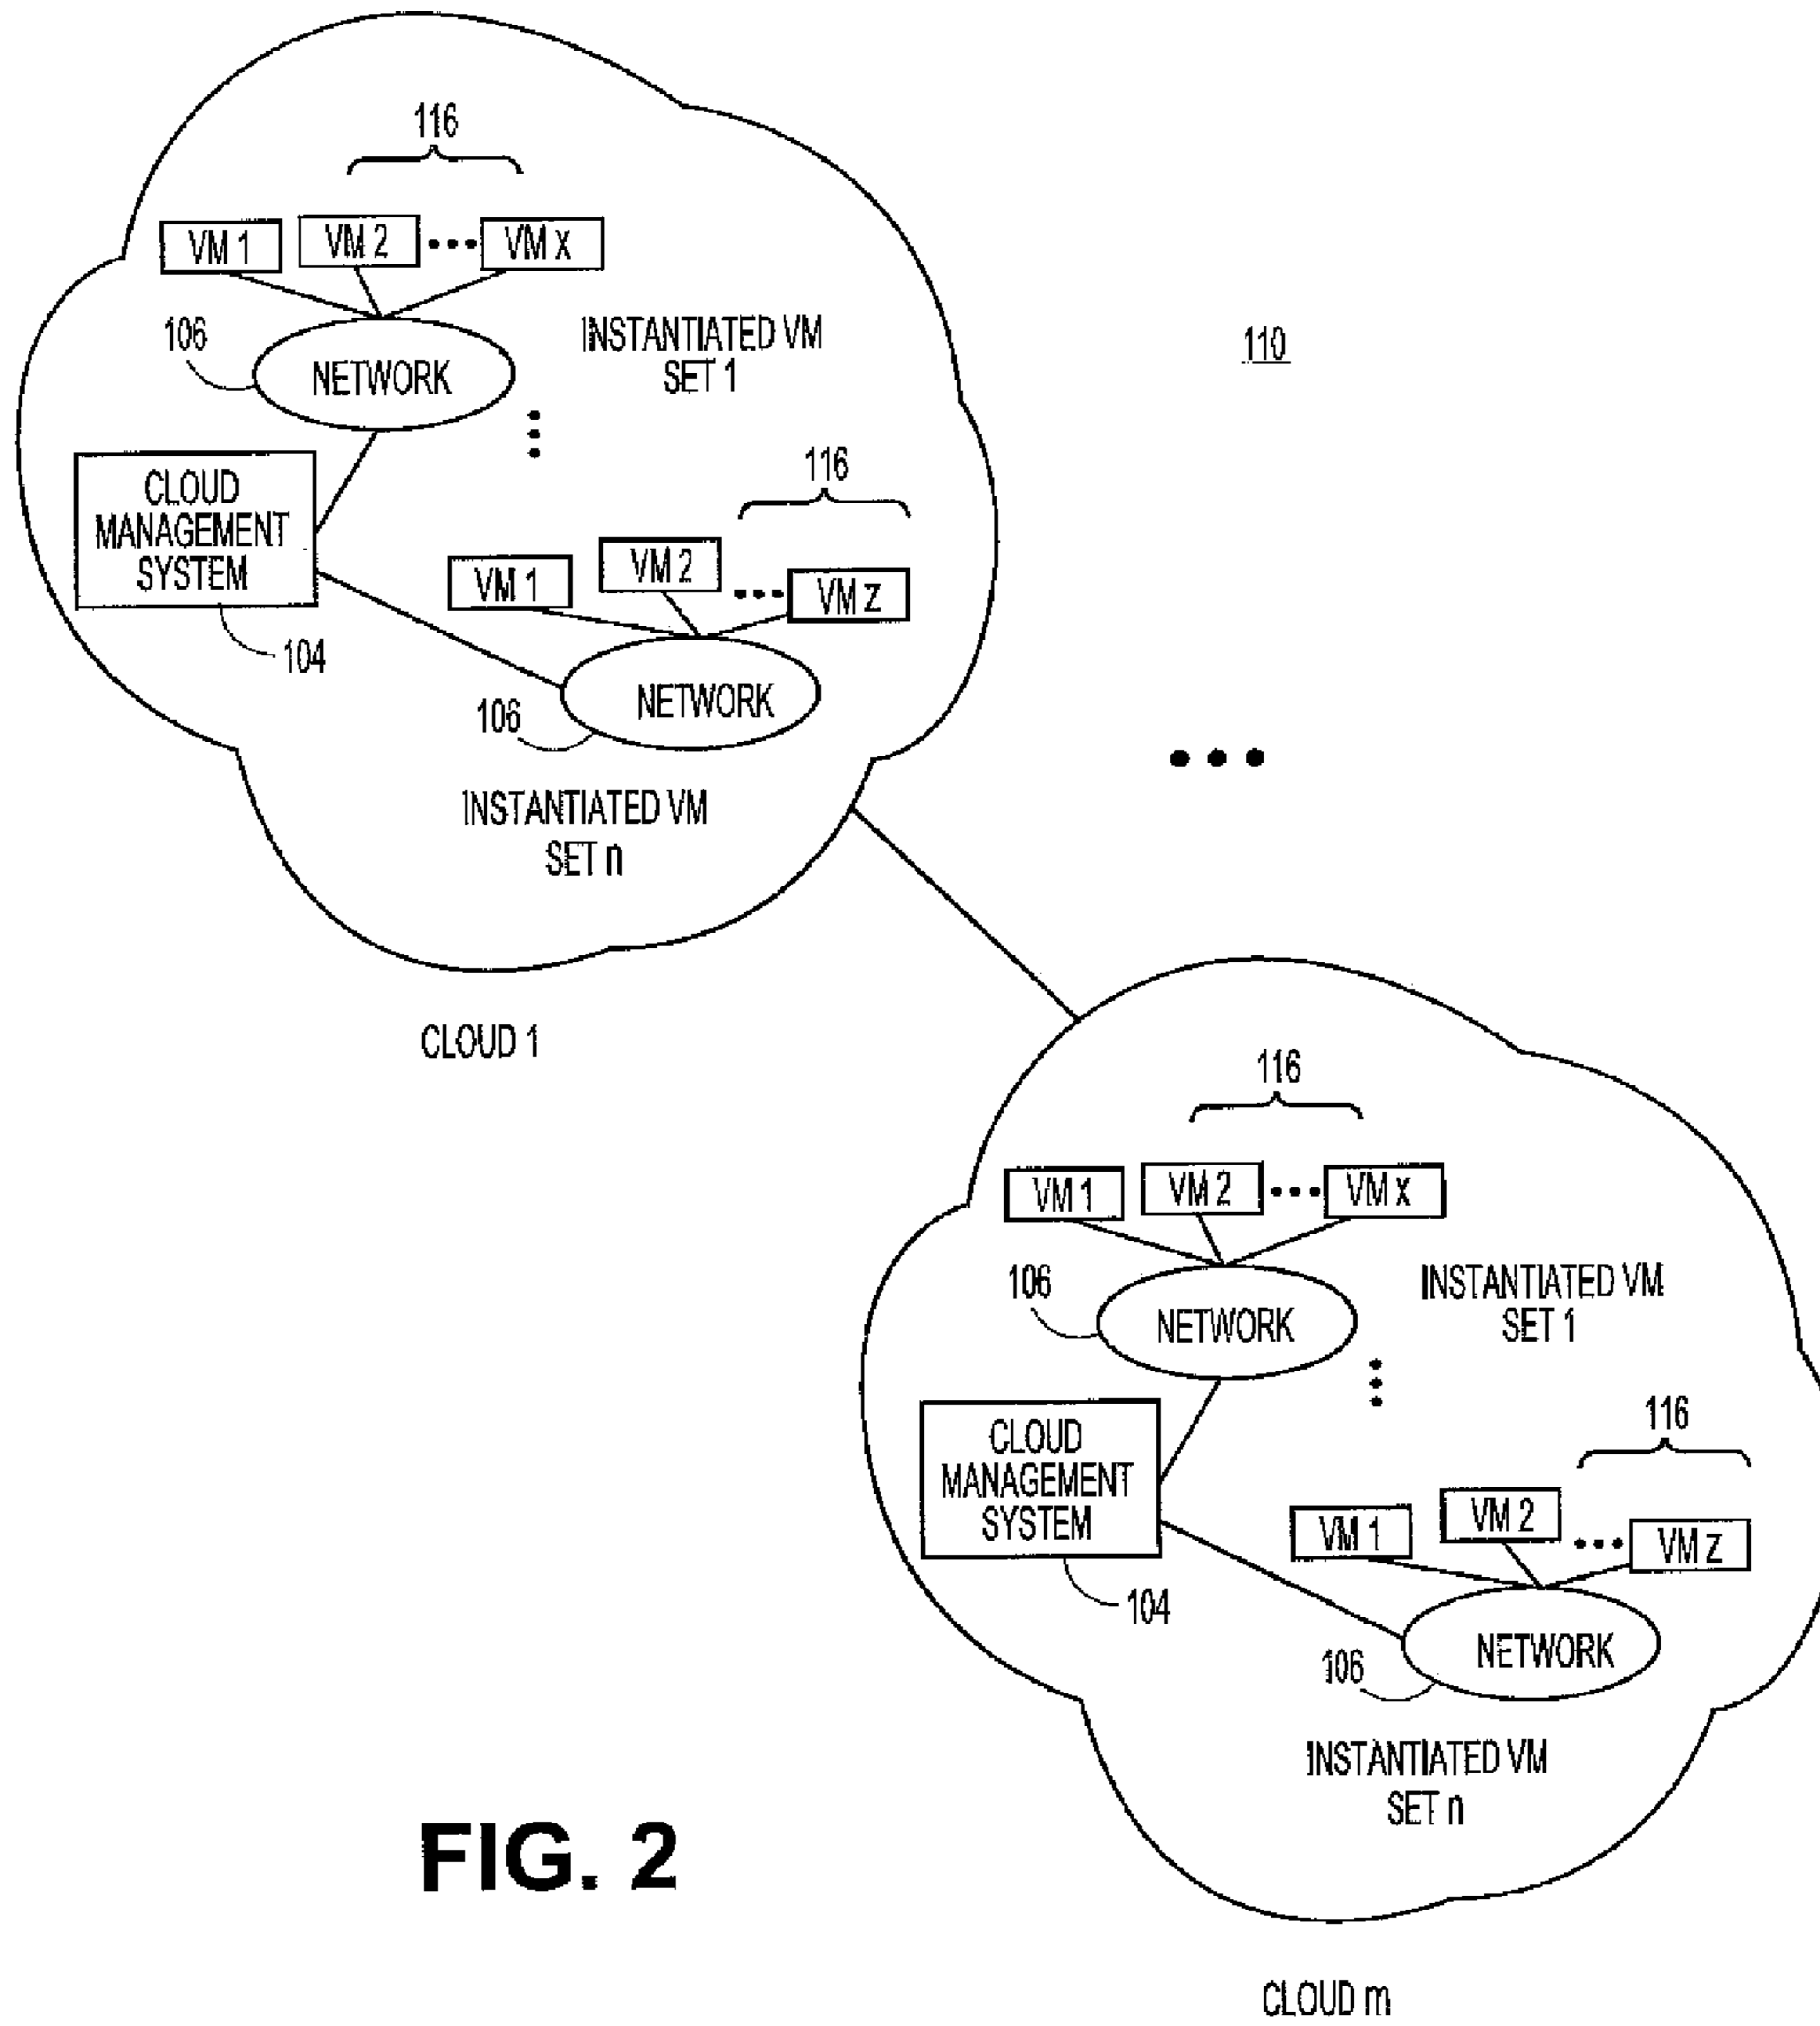 116
VM 1
VM 2
VM X
106
NETWORK
INSTANTIATED VM
SET 1
110
CLOUD
MANAGEMENT
SYSTEM
104
116
VM 1
VM 2
VM Z
NETWORK
106
INSTANTIATED VM
SET n
CLOUD 1
116
VM 1
VM 2
VM X
106
NETWORK
INSTANTIATED VM
SET 1
CLOUD
MANAGEMENT
SYSTEM
104
116
VM 1
VM 2
VM Z
NETWORK
106
INSTANTIATED VM
SET n
FIG. 2
CLOUD m